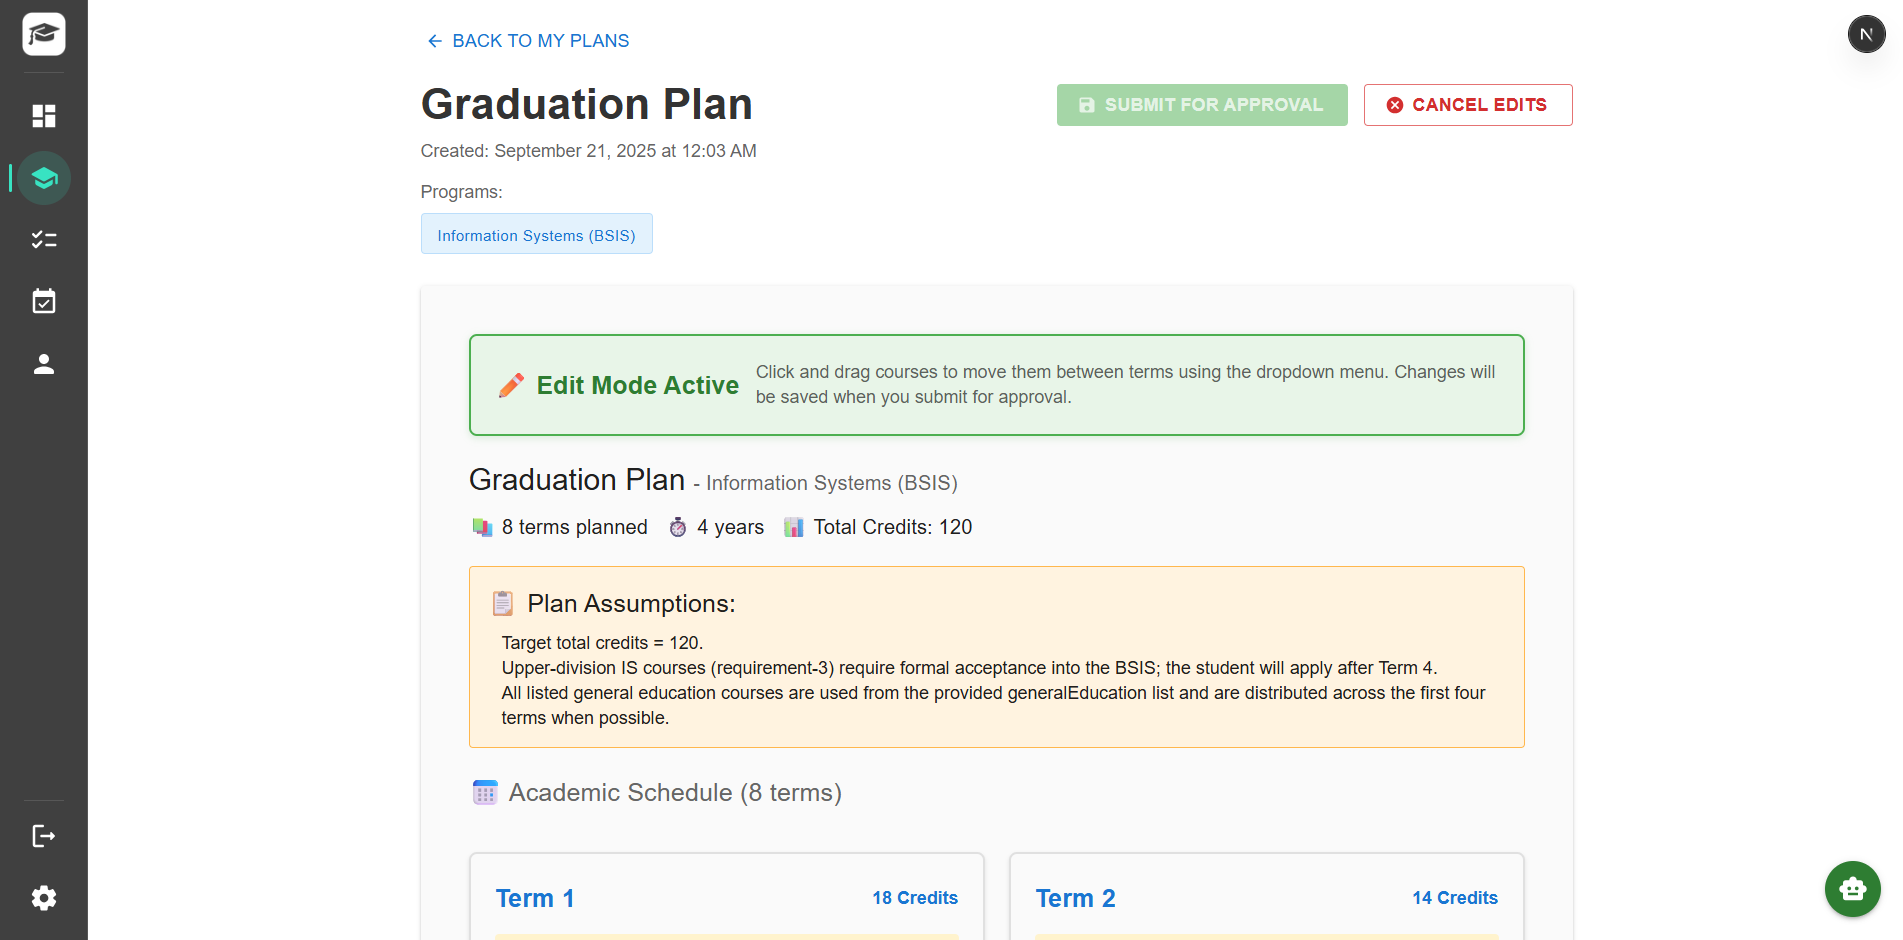 BACK TO MY PLANS
N
Graduation Plan
SUBMIT FOR APPROVAL
CANCEL EDITS
Created: September 21, 2025 at 12:03 AM
Programs:
Information Systems (BSIS)
Edit Mode Active
Click and drag courses to move them between terms using the dropdown menu. Changes will
be saved when you submit for approval.
Graduation Plan - Information Systems (BSIS)
8 terms planned 4 years Total Credits: 120
Plan Assumptions:
Target total credits = 120.
Upper-division IS courses (requirement-3) require formal acceptance into the BSIS; the student will apply after Term 4.
All listed general education courses are used from the provided generalEducation list and are distributed across the first four
terms when possible.
Academic Schedule (8 terms)
Term 1
18 Credits
Term 2
14 Credits